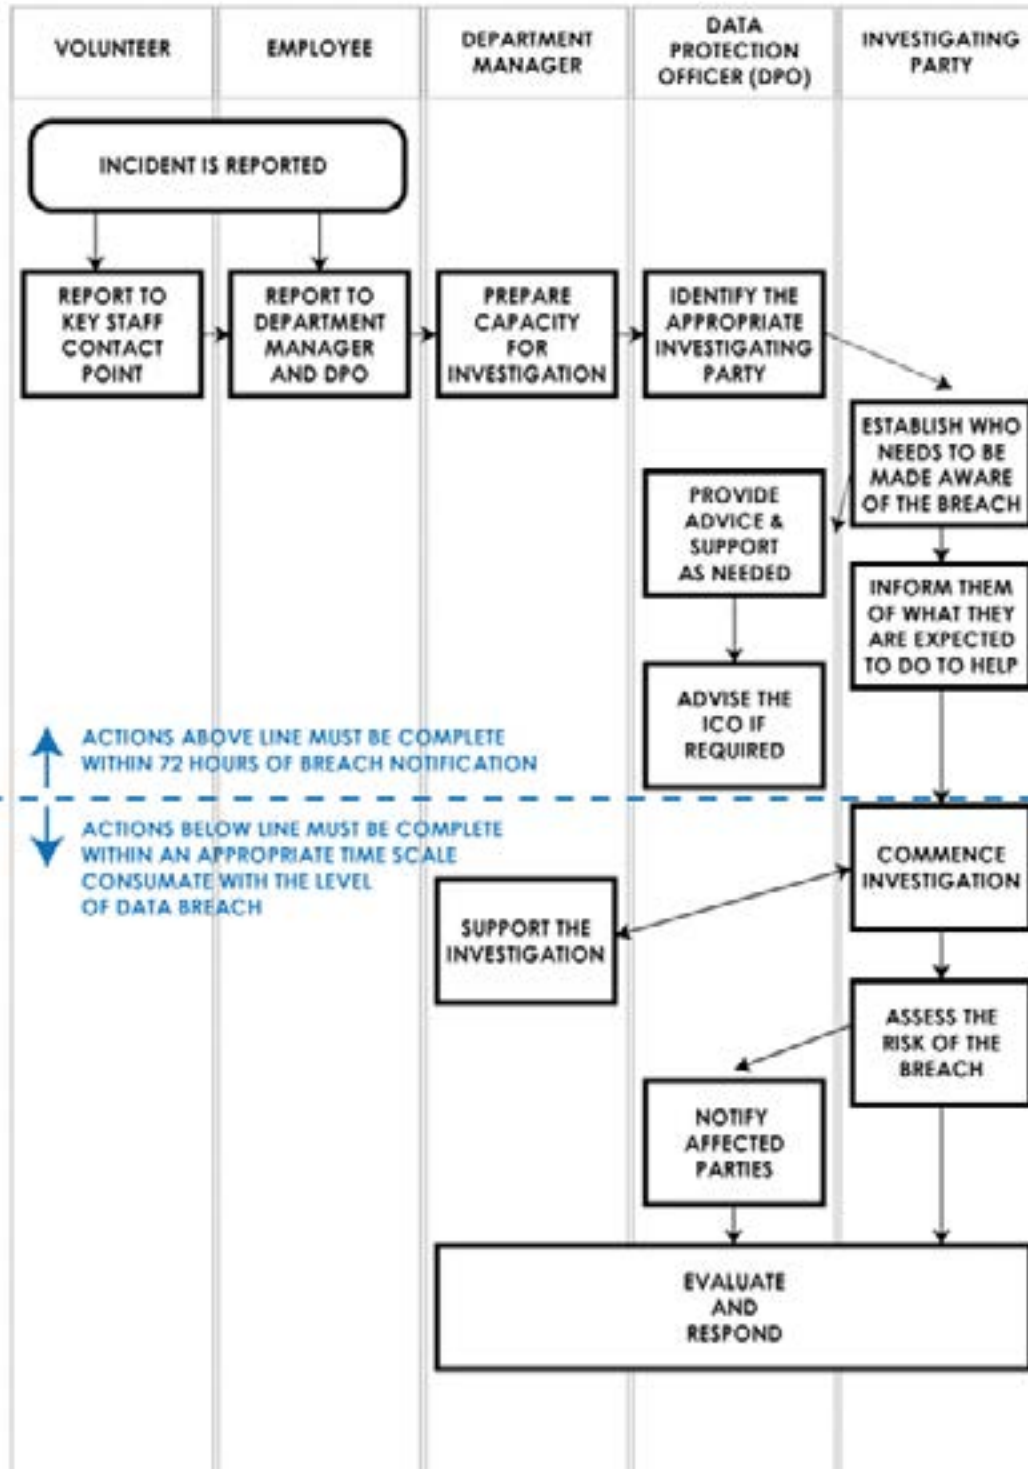 VOLUNTEER
EMPLOYEE
DEPARTMENT
MANAGER
DATA
PROTECTION
OFFICER (DPO)
INVESTIGATING
PARTY
INCIDENT IS REPORTED
REPORT TO
KEY STAFF
CONTACT
POINT
REPORT TO
DEPARTMENT
MANAGER
AND DPO
PREPARE
CAPACITY
FOR
INVESTIGATION
IDENTIFY THE
APPROPRIATE
INVESTIGATING
PARTY
ESTABLISH WHO
NEEDS TO BE
MADE AWARE
OF THE BREACH
PROVIDE
ADVICE &
SUPPORT
AS NEEDED
INFORM THEM
OF WHAT THEY
ARE EXPECTED
TO DO TO HELP
ADVISE THE
ICO IF
REQUIRED
ACTIONS ABOVE LINE MUST BE COMPLETE
WITHIN 72 HOURS OF BREACH NOTIFICATION
ACTIONS BELOW LINE MUST BE COMPLETE
WITHIN AN APPROPRIATE TIME SCALE
CONSUMATE WITH THE LEVEL
OF DATA BREACH
COMMENCE
INVESTIGATION
SUPPORT THE
INVESTIGATION
ASSESS THE
RISK OF THE
BREACH
NOTIFY
AFFECTED
PARTIES
EVALUATE
AND
RESPOND